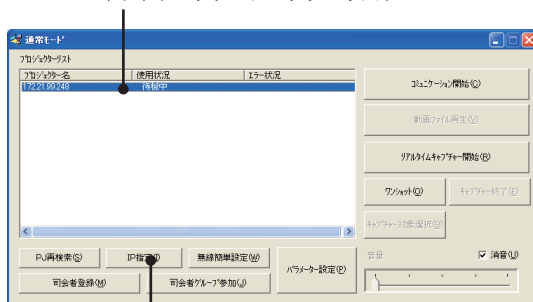 通常モード
プロジェクターリスト
プロジェクター名 使用状況 エラー状況
172.21.99.248 待機中
コミュニケーション開始(C)
動画ファイル再生(V)
リアルタイムキャプチャー開始(R)
ワンショット(O) キャプチャー終了(E)
キャプチャー対象選択(B)
PJ再検索(S) IP指定(I) 無線簡単設定(W) パラメーター設定(P)
音量 消音(U)
司会者登録(M) 司会者グループ参加(J)